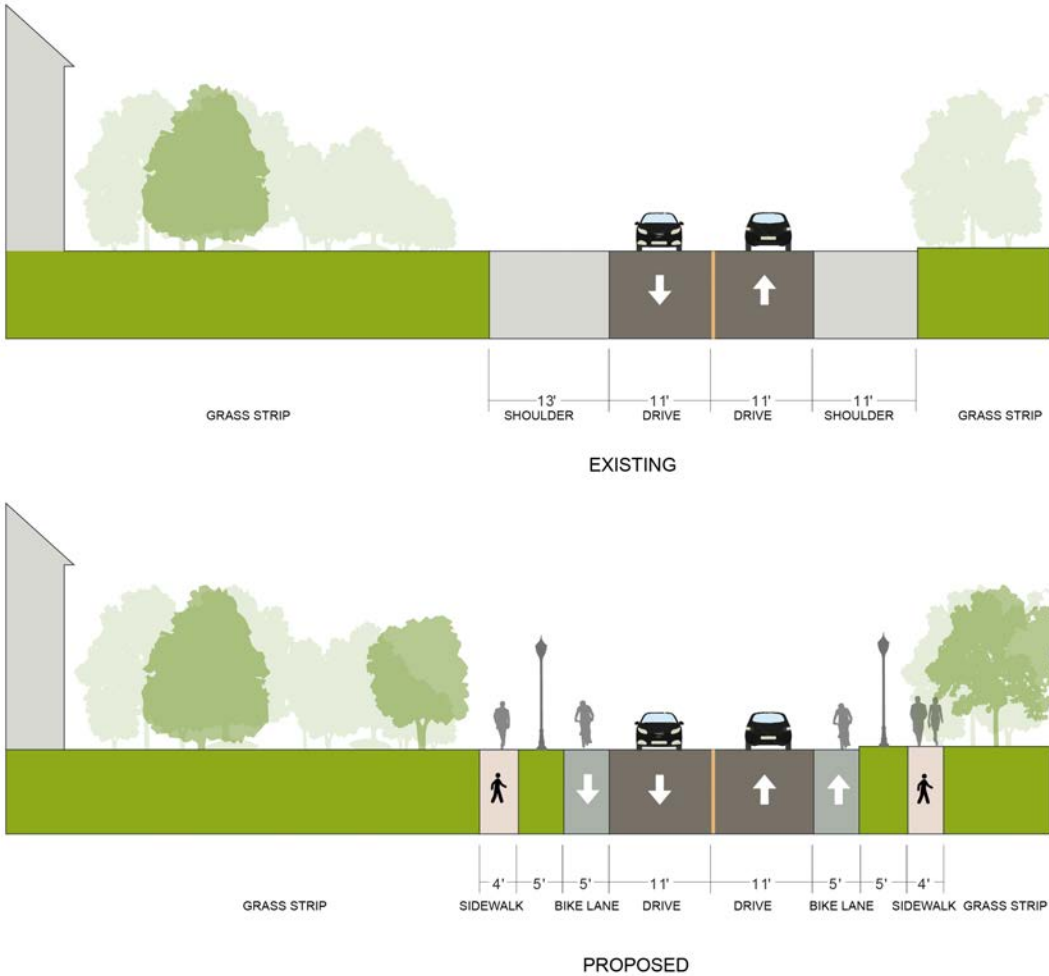 13' 11' 11' 11'
GRASS STRIP SHOULDER DRIVE DRIVE SHOULDER GRASS STRIP
EXISTING
4' 5' 5' 11' 11' 5' 5' 4'
GRASS STRIP SIDEWALK BIKE LANE DRIVE DRIVE BIKE LANE SIDEWALK GRASS STRIP
PROPOSED